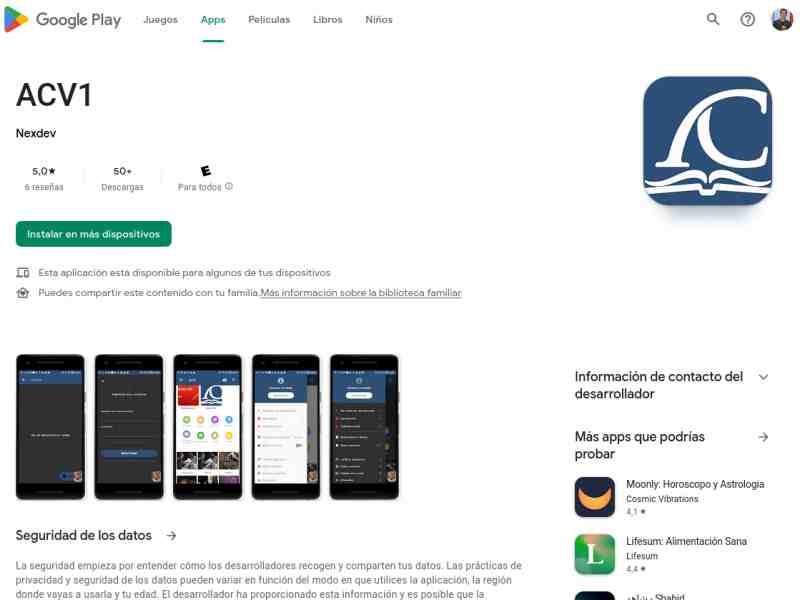 Google Play
Juegos
Apps
Películas
Libros
Niños
ACV1
Nexdev
5,0★
6 reseñas
50+
Descargas
E
Para todos
Instalar en más dispositivos
Esta aplicación está disponible para algunos de tus dispositivos
Puedes compartir este contenido con tu familia.Más información sobre la biblioteca familiar
Información de contacto del
desarrollador
Más apps que podrías
probar
Moonly: Horoscopo y Astrologia
Cosmic Vibrations
4,1 ★
L
Lifesum: Alimentación Sana
Lifesum
4,4 ★
Seguridad de los datos
La seguridad empieza por entender cómo los desarrolladores recogen y comparten tus datos. Las prácticas de
privacidad y seguridad de los datos pueden variar en función del modo en que utilices la aplicación, la región
donde vayas a usarla y tu edad. El desarrollador ha proporcionado esta información y es posible que la